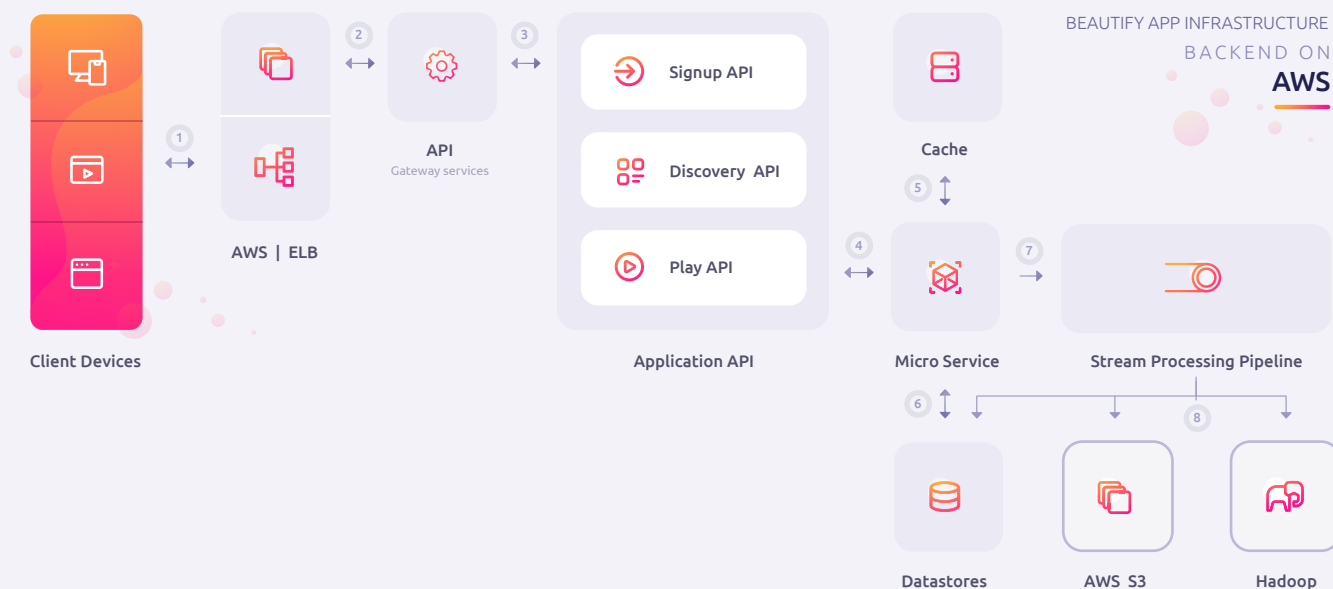 BEAUTIFY APP INFRASTRUCTURE
BACKEND ON
AWS
1
2
3
4
5
6
7
8
Client Devices
AWS | ELB
API
Gateway services
Signup API
Discovery API
Play API
Application API
Cache
Micro Service
Stream Processing Pipeline
Datastores
AWS S3
Hadoop